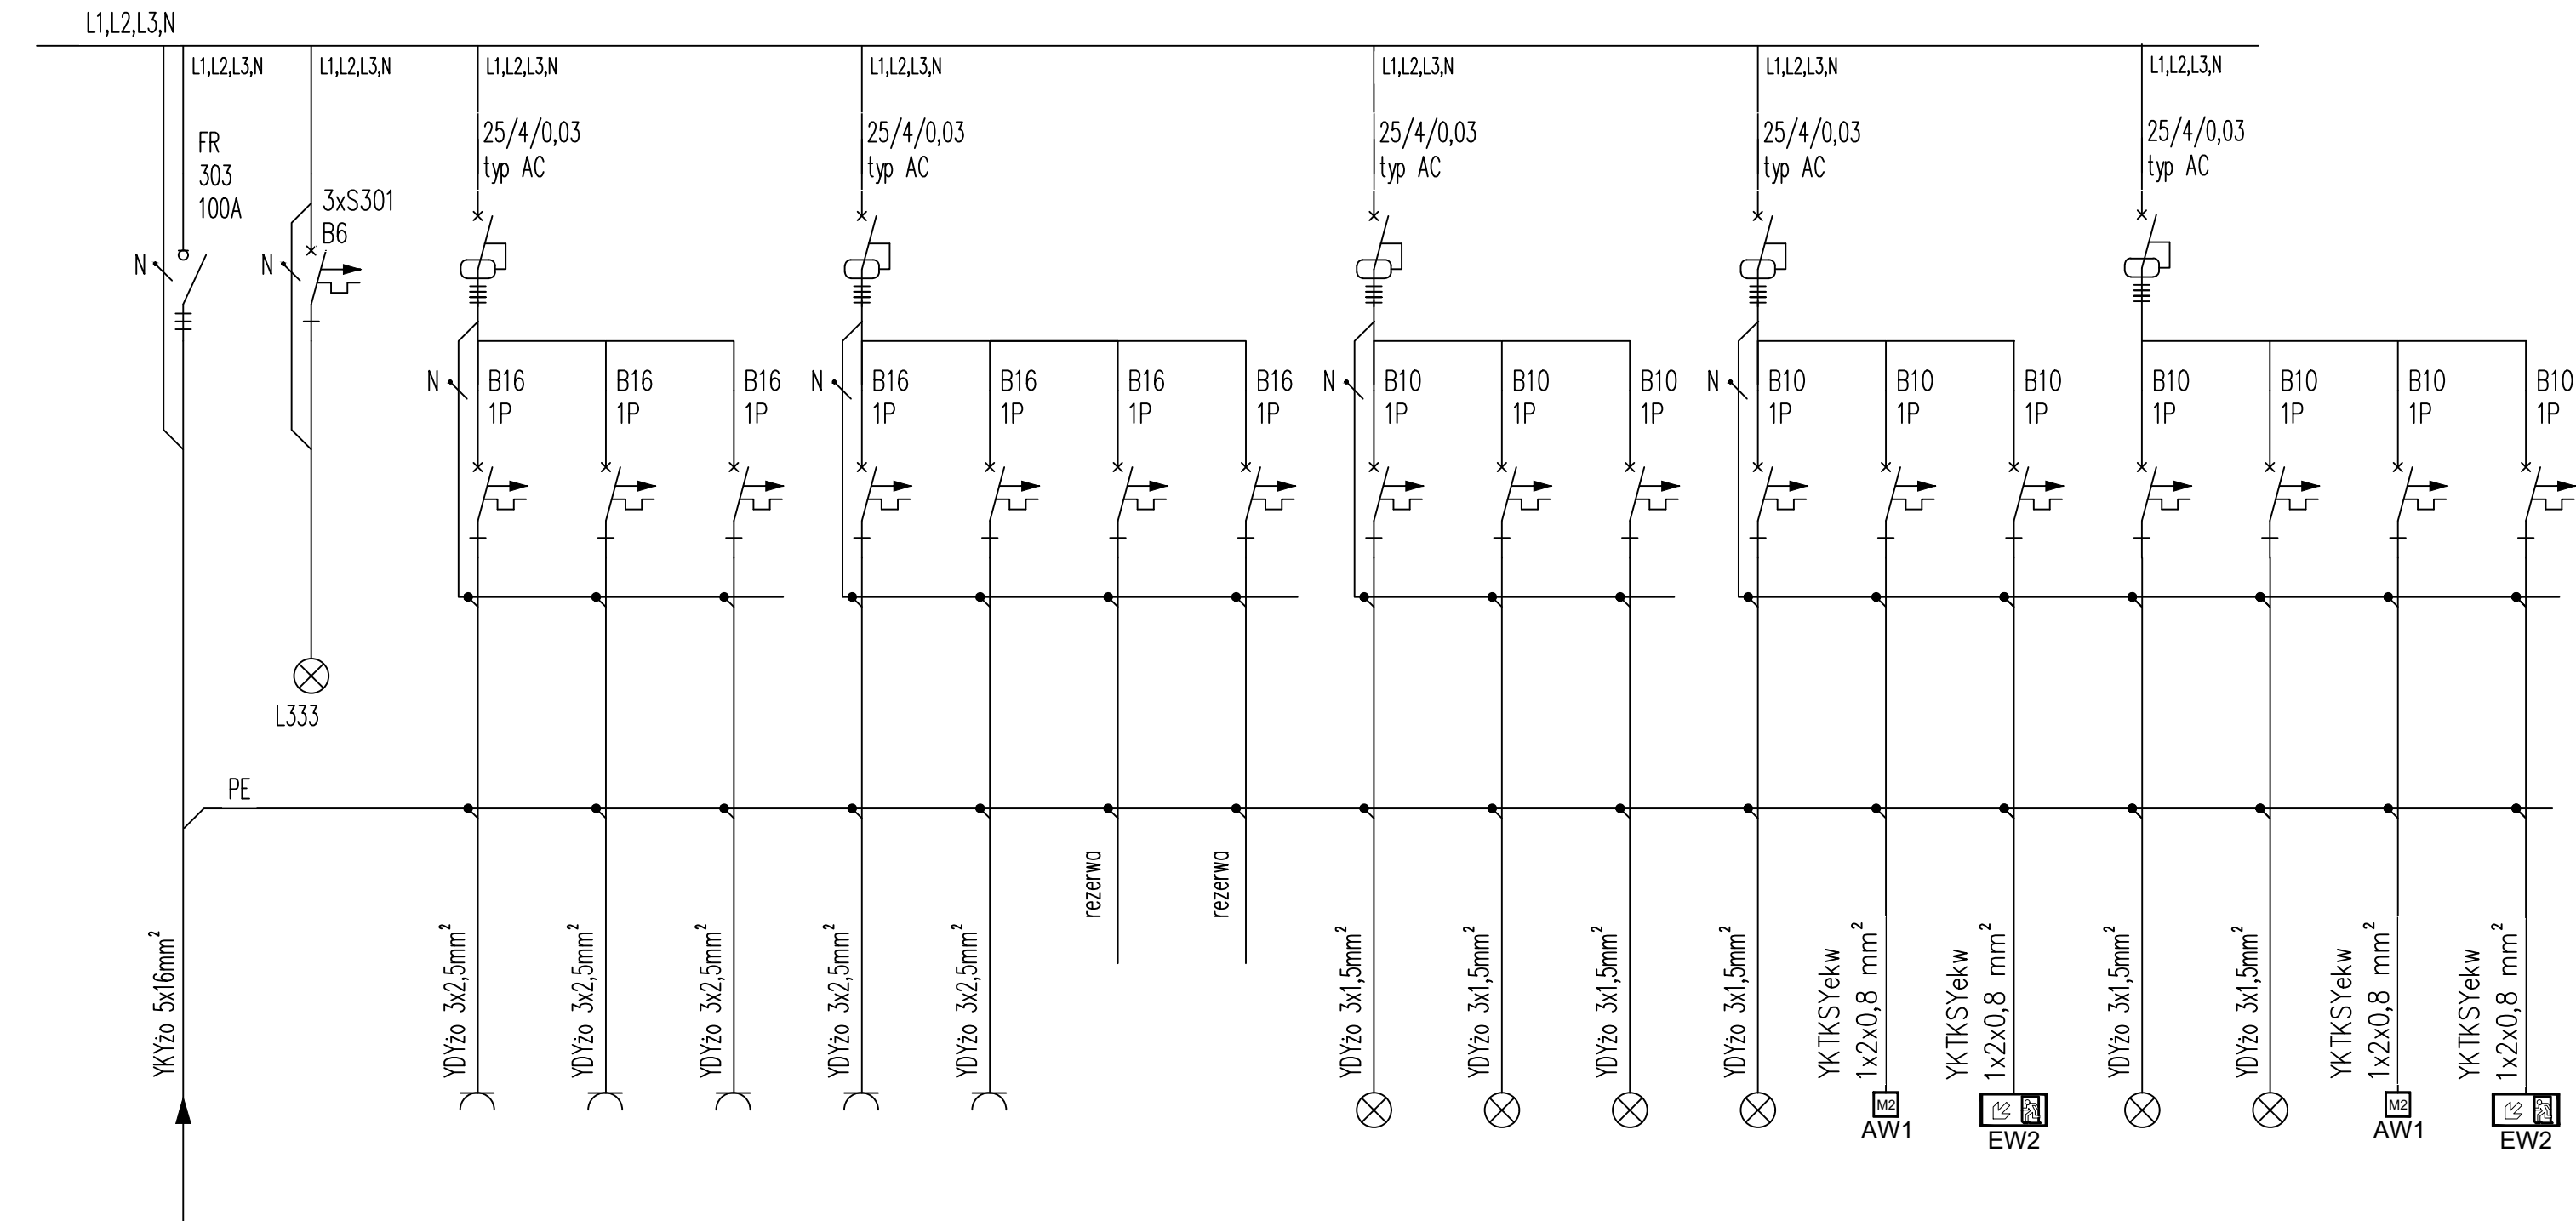 L1,L2,L3,N
L1,L2,L3,N
L1,L2,L3,N
L1,L2,L3,N
L1,L2,L3,N
L1,L2,L3,N
L1,L2,L3,N
L1,L2,L3,N
FR
303
100A
3xS301
B6
25/4/0,03
typ AC
25/4/0,03
typ AC
25/4/0,03
typ AC
25/4/0,03
typ AC
25/4/0,03
typ AC
N
N
N
B16
1P
B16
1P
B16
1P
N
B16
1P
B16
1P
B16
1P
B16
1P
N
B10
1P
B10
1P
B10
1P
N
B10
1P
B10
1P
B10
1P
B10
1P
B10
1P
B10
1P
B10
1P
L333
PE
YKYżo 5x16mm²
YDYżo 3x2,5mm²
YDYżo 3x2,5mm²
YDYżo 3x2,5mm²
YDYżo 3x2,5mm²
YDYżo 3x2,5mm²
rezerwa
rezerwa
YDYżo 3x1,5mm²
YDYżo 3x1,5mm²
YDYżo 3x1,5mm²
YDYżo 3x1,5mm²
YKTKSYekw
1x2x0,8 mm²
YKTKSYekw
1x2x0,8 mm²
YDYżo 3x1,5mm²
YDYżo 3x1,5mm²
YKTKSYekw
1x2x0,8 mm²
YKTKSYekw
1x2x0,8 mm²
M2
AW1
EW2
M2
AW1
EW2